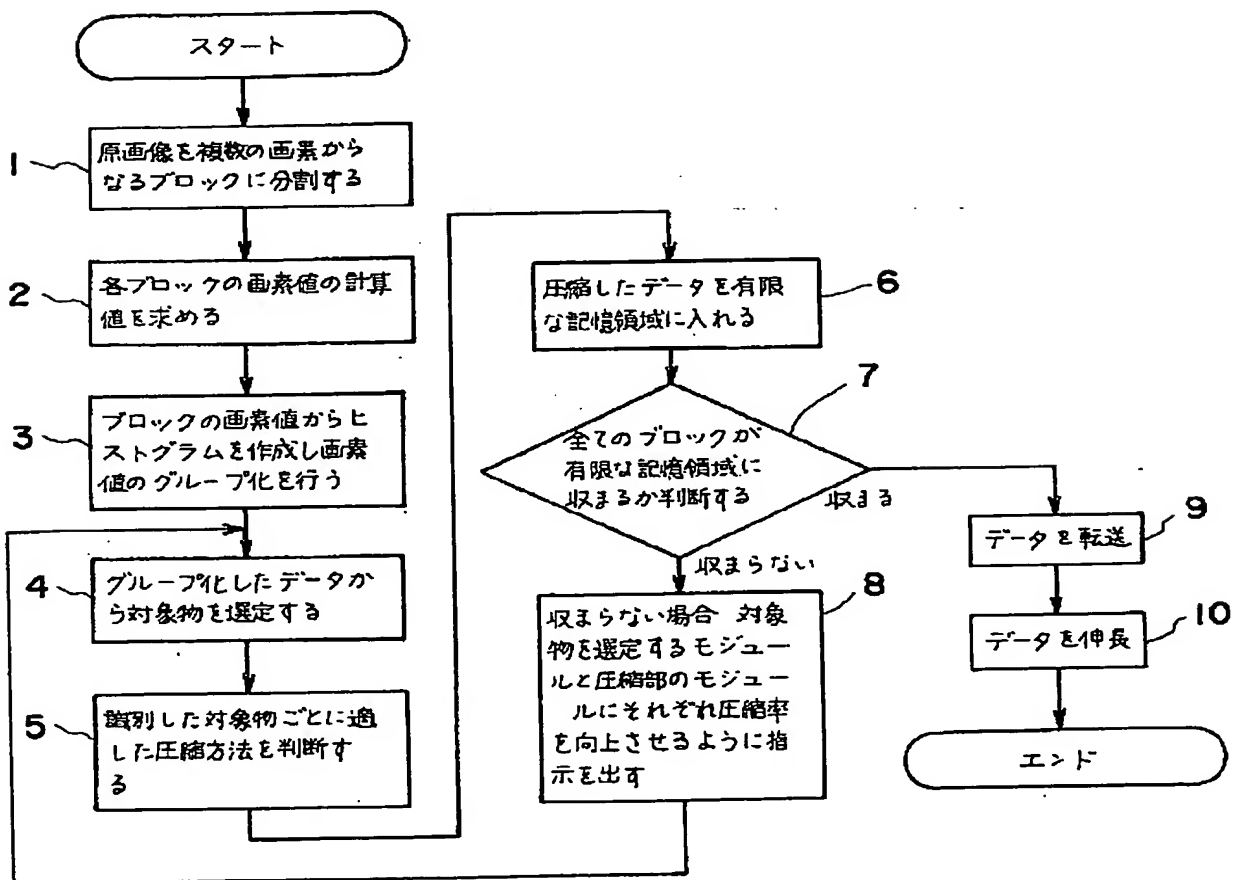 スタート
1
原画像を複数の画素から
なるブロックに分割する
2
各ブロックの画素値の計算
値を求める
3
ブロックの画素値からヒ
ストグラムを作成し画素
値のグループ化を行う
4
グループ化したデータか
ら対象物を選定する
5
識別した対象物ごとに適
した圧縮方法を判断す
る
6
圧縮したデータを有限
な記憶領域に入れる
7
全てのブロックが
有限な記憶領域に
収まるか判断する
収まる
収まらない
8
収まらない場合 対象
物を選定するモジュー
ルと圧縮部のモジュー
ルにそれぞれ圧縮率
を向上させるように指
示を出す
9
データを転送
10
データを伸長
エンド